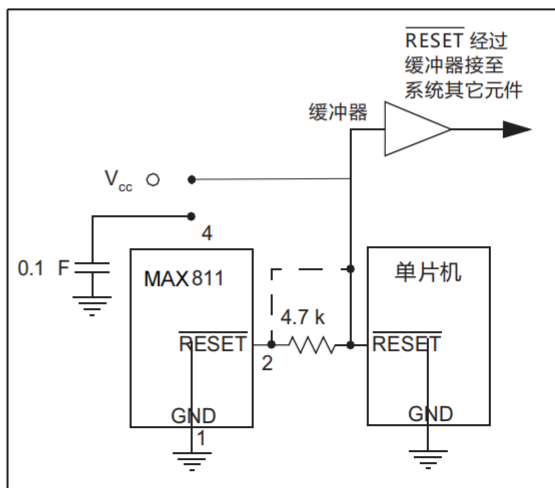 RESET 经过
缓冲器接至
系统其它元件
缓冲器
Vcc
4
0.1 F
MAX811
单片机
4.7 k
RESET
2
RESET
GND
1
GND